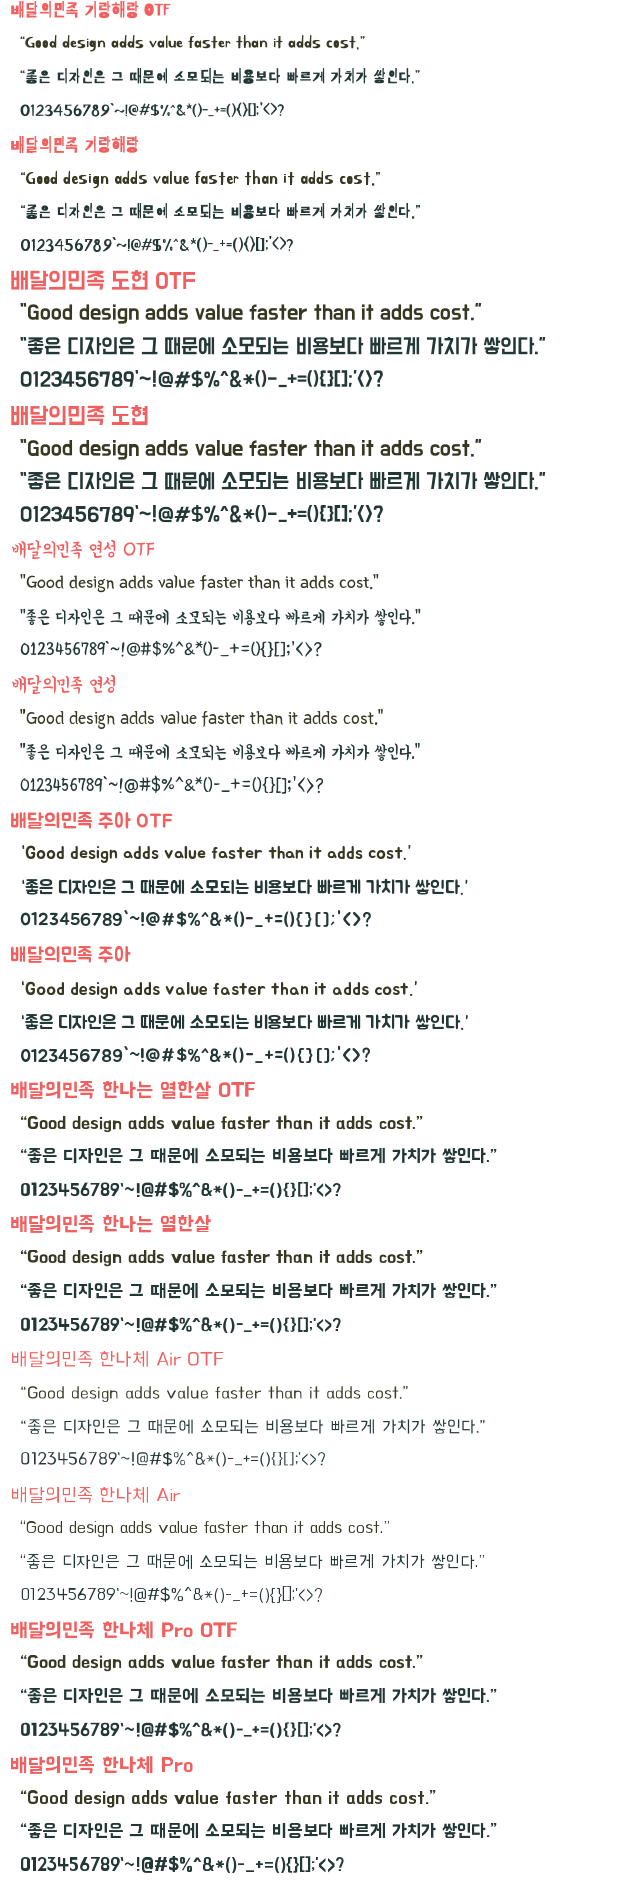 배달의민족 기랑해랑 OTF
“Good design adds value faster than it adds cost.”
“좋은 디자인은 그 때문에 소모되는 비용보다 빠르게 가치가 쌓인다.”
0123456789`~!@#$%^&*()-_+=(){}[];'<>?
배달의민족 기랑해랑
“Good design adds value faster than it adds cost.”
“좋은 디자인은 그 때문에 소모되는 비용보다 빠르게 가치가 쌓인다.”
0123456789`~!@#$%^&*()-_+=(){}[];'<>?
배달의민족 도현 OTF
"Good design adds value faster than it adds cost."
"좋은 디자인은 그 때문에 소모되는 비용보다 빠르게 가치가 쌓인다."
0123456789`~!@#$%^&*()-_+=(){}[];'<>?
배달의민족 도현
"Good design adds value faster than it adds cost."
"좋은 디자인은 그 때문에 소모되는 비용보다 빠르게 가치가 쌓인다."
0123456789`~!@#$%^&*()-_+=(){}[];'<>?
배달의민족 연성 OTF
"Good design adds value faster than it adds cost."
"좋은 디자인은 그 때문에 소모되는 비용보다 빠르게 가치가 쌓인다."
0123456789`~!@#$%^&*()-_+=(){}[];'<>?
배달의민족 연성
"Good design adds value faster than it adds cost."
"좋은 디자인은 그 때문에 소모되는 비용보다 빠르게 가치가 쌓인다."
0123456789`~!@#$%^&*()-_+=(){}[];'<>?
배달의민족 주아 OTF
‘Good design adds value faster than it adds cost.’
‘좋은 디자인은 그 때문에 소모되는 비용보다 빠르게 가치가 쌓인다.’
0123456789`~!@#$%^&*()-_+=(){}[];'<>?
배달의민족 주아
‘Good design adds value faster than it adds cost.’
‘좋은 디자인은 그 때문에 소모되는 비용보다 빠르게 가치가 쌓인다.’
0123456789`~!@#$%^&*()-_+=(){}[];'<>?
배달의민족 한나는 열한살 OTF
“Good design adds value faster than it adds cost.”
“좋은 디자인은 그 때문에 소모되는 비용보다 빠르게 가치가 쌓인다.”
0123456789`~!@#$%^&*()-_+=(){}[];'<>?
배달의민족 한나는 열한살
“Good design adds value faster than it adds cost.”
“좋은 디자인은 그 때문에 소모되는 비용보다 빠르게 가치가 쌓인다.”
0123456789`~!@#$%^&*()-_+=(){}[];'<>?
배달의민족 한나체 Air OTF
“Good design adds value faster than it adds cost.”
“좋은 디자인은 그 때문에 소모되는 비용보다 빠르게 가치가 쌓인다.”
0123456789`~!@#$%^&*()-_+=(){}[];'<>?
배달의민족 한나체 Air
“Good design adds value faster than it adds cost.”
“좋은 디자인은 그 때문에 소모되는 비용보다 빠르게 가치가 쌓인다.”
0123456789`~!@#$%^&*()-_+=(){}[];'<>?
배달의민족 한나체 Pro OTF
“Good design adds value faster than it adds cost.”
“좋은 디자인은 그 때문에 소모되는 비용보다 빠르게 가치가 쌓인다.”
0123456789`~!@#$%^&*()-_+=(){}[];'<>?
배달의민족 한나체 Pro
“Good design adds value faster than it adds cost.”
“좋은 디자인은 그 때문에 소모되는 비용보다 빠르게 가치가 쌓인다.”
0123456789`~!@#$%^&*()-_+=(){}[];'<>?